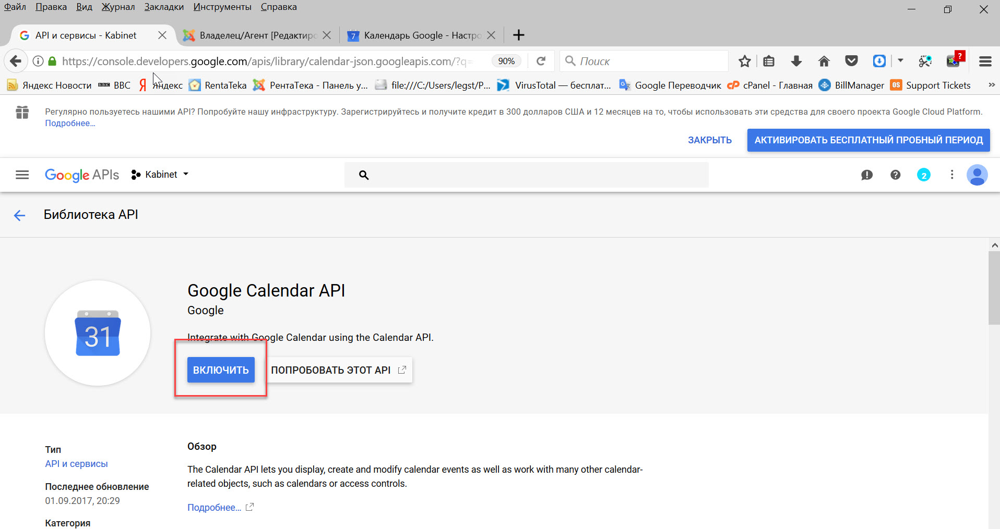 Файл Правка Вид Журнал Закладки Инструменты Справка
API и сервисы - Kabinet Владелец/Агент [Редактиро 7 Календарь Google - Настро
https://console.developers.google.com/apis/library/calendar-json.googleapis.com/?q= 90% Поиск ?
Яндекс Новости BBC BBC Я Яндекс RentaTeka РентаТека - Панель у... file:///C:/Users/legst/P... VirusTotal — бесплат... Google Переводчик cP cPanel - Главная BillManager OS Support Tickets »
Регулярно пользуетесь нашими API? Попробуйте нашу инфраструктуру. Зарегистрируйтесь и получите кредит в 300 долларов США и 12 месяцев на то, чтобы использовать эти средства для своего проекта Google Cloud Platform.
Подробнее...
ЗАКРЫТЬ АКТИВИРОВАТЬ БЕСПЛАТНЫЙ ПРОБНЫЙ ПЕРИОД
Google APIs Kabinet 2
Библиотека API
Google Calendar API
Google
31
Integrate with Google Calendar using the Calendar API.
ВКЛЮЧИТЬ ПОПРОБОВАТЬ ЭТОТ API
Тип
API и сервисы
Последнее обновление
01.09.2017, 20:29
Категория
Обзор
The Calendar API lets you display, create and modify calendar events as well as work with many other calendar-
related objects, such as calendars or access controls.
Подробнее...